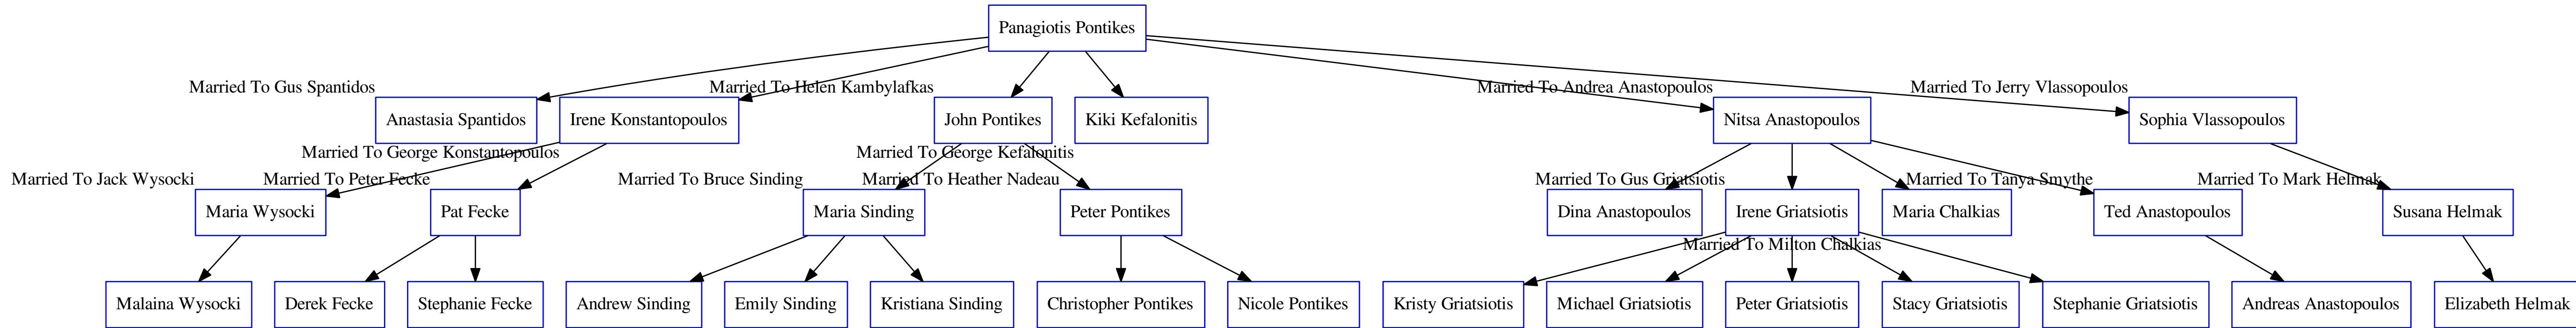 Panagiotis Pontikes
Married To Gus Spantidos
Married To Helen Kambylafkas
Married To Andrea Anastopoulos
Married To Jerry Vlassopoulos
Anastasia Spantidos
Irene Konstantopoulos
John Pontikes
Kiki Kefalonitis
Nitsa Anastopoulos
Sophia Vlassopoulos
Married To George Konstantopoulos
Married To George Kefalonitis
Married To Jack Wysocki
Married To Peter Fecke
Married To Bruce Sinding
Married To Heather Nadeau
Married To Gus Griatsiotis
Married To Tanya Smythe
Married To Mark Helmak
Maria Wysocki
Pat Fecke
Maria Sinding
Peter Pontikes
Dina Anastopoulos
Irene Griatsiotis
Maria Chalkias
Ted Anastopoulos
Susana Helmak
Married To Milton Chalkias
Malaina Wysocki
Derek Fecke
Stephanie Fecke
Andrew Sinding
Emily Sinding
Kristiana Sinding
Christopher Pontikes
Nicole Pontikes
Kristy Griatsiotis
Michael Griatsiotis
Peter Griatsiotis
Stacy Griatsiotis
Stephanie Griatsiotis
Andreas Anastopoulos
Elizabeth Helmak